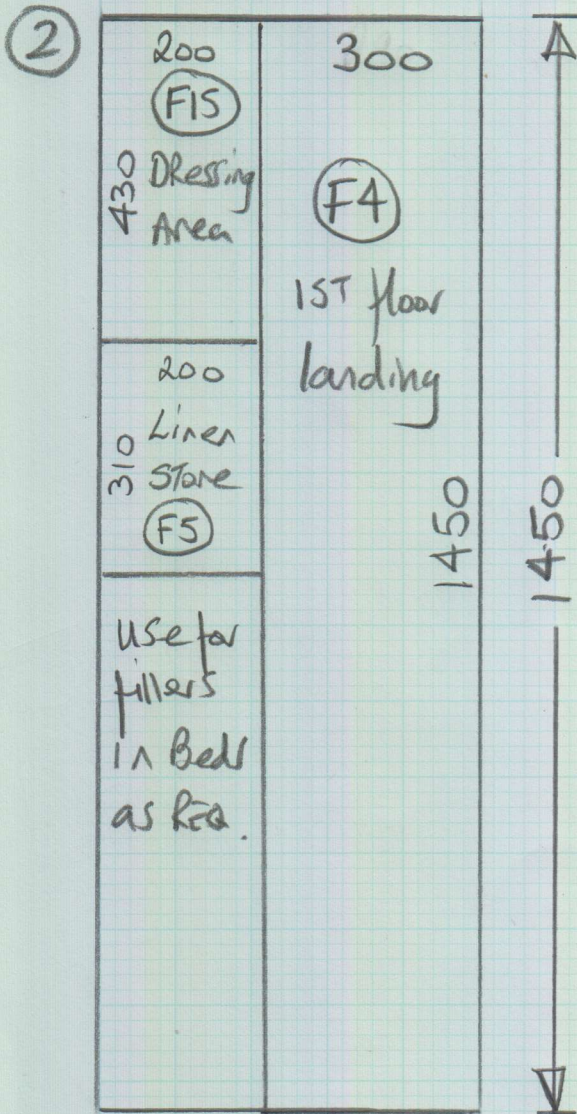 2
200
F15
430
Dressing
Area
200
310
Linen
Store
F5
use for
fillers
in Beds
as REQ.
300
F4
1ST floor
landing
1450
1450